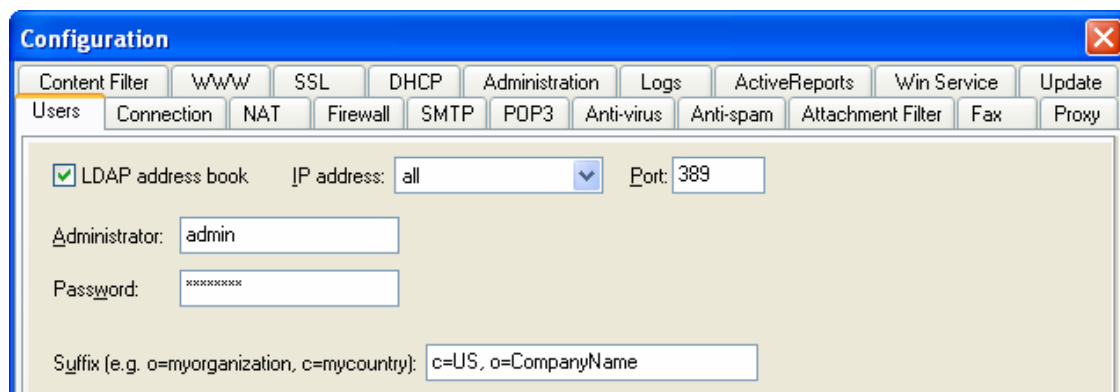 Configuration
Content Filter WWW SSL DHCP Administration Logs ActiveReports Win Service Update
Users Connection NAT Firewall SMTP POP3 Anti-virus Anti-spam Attachment Filter Fax Proxy
LDAP address book IP address: all Port: 389
Administrator: admin
Password: ********
Suffix (e.g. o=myorganization, c=mycountry): c=US, o=CompanyName